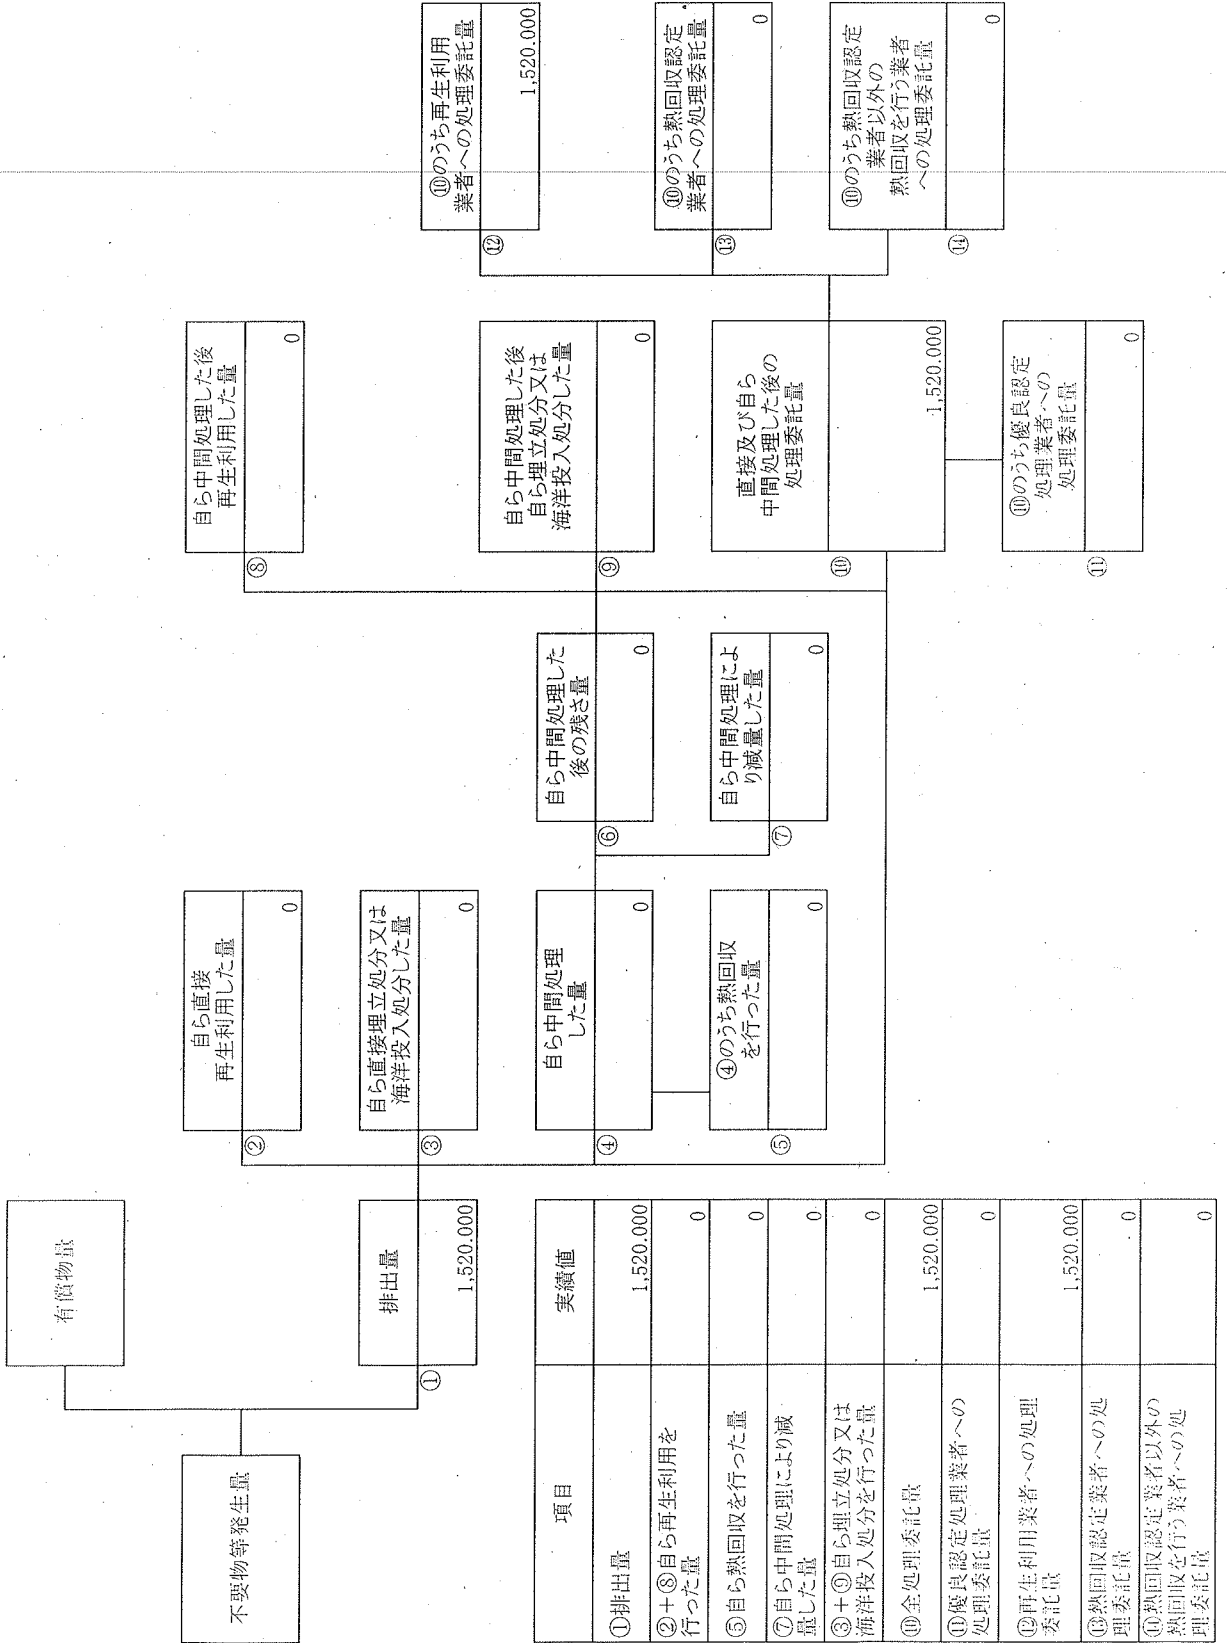 不要物等発生量
有償物量
①
排出量
1,520.000
②
自ら直接
再生利用した量
0
③
自ら直接埋立処分又は
海洋投入処分した量
0
④
自ら中間処理
した量
0
⑤
④のうち熱回収
を行った量
0
⑥
自ら中間処理した
後の残さ量
0
⑦
自ら中間処理によ
り減量した量
0
⑧
自ら中間処理した後
再生利用した量
0
⑨
自ら中間処理した後
自ら埋立処分又は
海洋投入処分した量
0
⑩
直接及び自ら
中間処理した後の
処理委託量
1,520.000
⑪
⑩のうち優良認定
処理業者への
処理委託量
0
⑫
⑩のうち再生利用
業者への処理委託量
1,520.000
⑬
⑩のうち熱回収認定
業者への処理委託量
0
⑭
⑩のうち熱回収認定
業者以外の
熱回収を行う業者
への処理委託量
0
項目 実績値
①排出量 1,520.000
②+⑧自ら再生利用を
行った量 0
⑤自ら熱回収を行った量 0
⑦自ら中間処理により減
量した量 0
③+⑨自ら埋立処分又は
海洋投入処分を行った量 0
⑩全処理委託量 1,520.000
⑪優良認定処理業者への
処理委託量 0
⑫再生利用業者への処理
委託量 1,520.000
⑬熱回収認定業者への処
理委託量 0
⑭熱回収認定業者以外の
熱回収を行う業者への処
理委託量 0